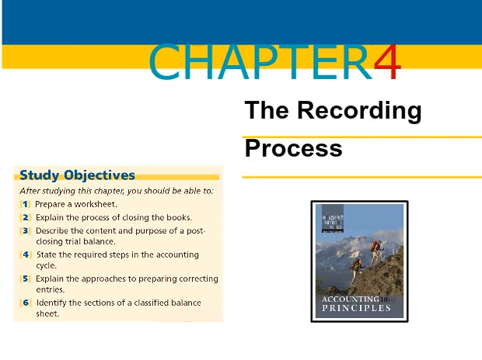 CHAPTER4
The Recording
Process
Study Objectives
After studying this chapter, you should be able to:
[1] Prepare a worksheet.
[2] Explain the process of closing the books.
[3] Describe the content and purpose of a post-
closing trial balance.
[4] State the required steps in the accounting
cycle.
[5] Explain the approaches to preparing correcting
entries.
[6] Identify the sections of a classified balance
sheet.
ACCOUNTING
PRINCIPLES